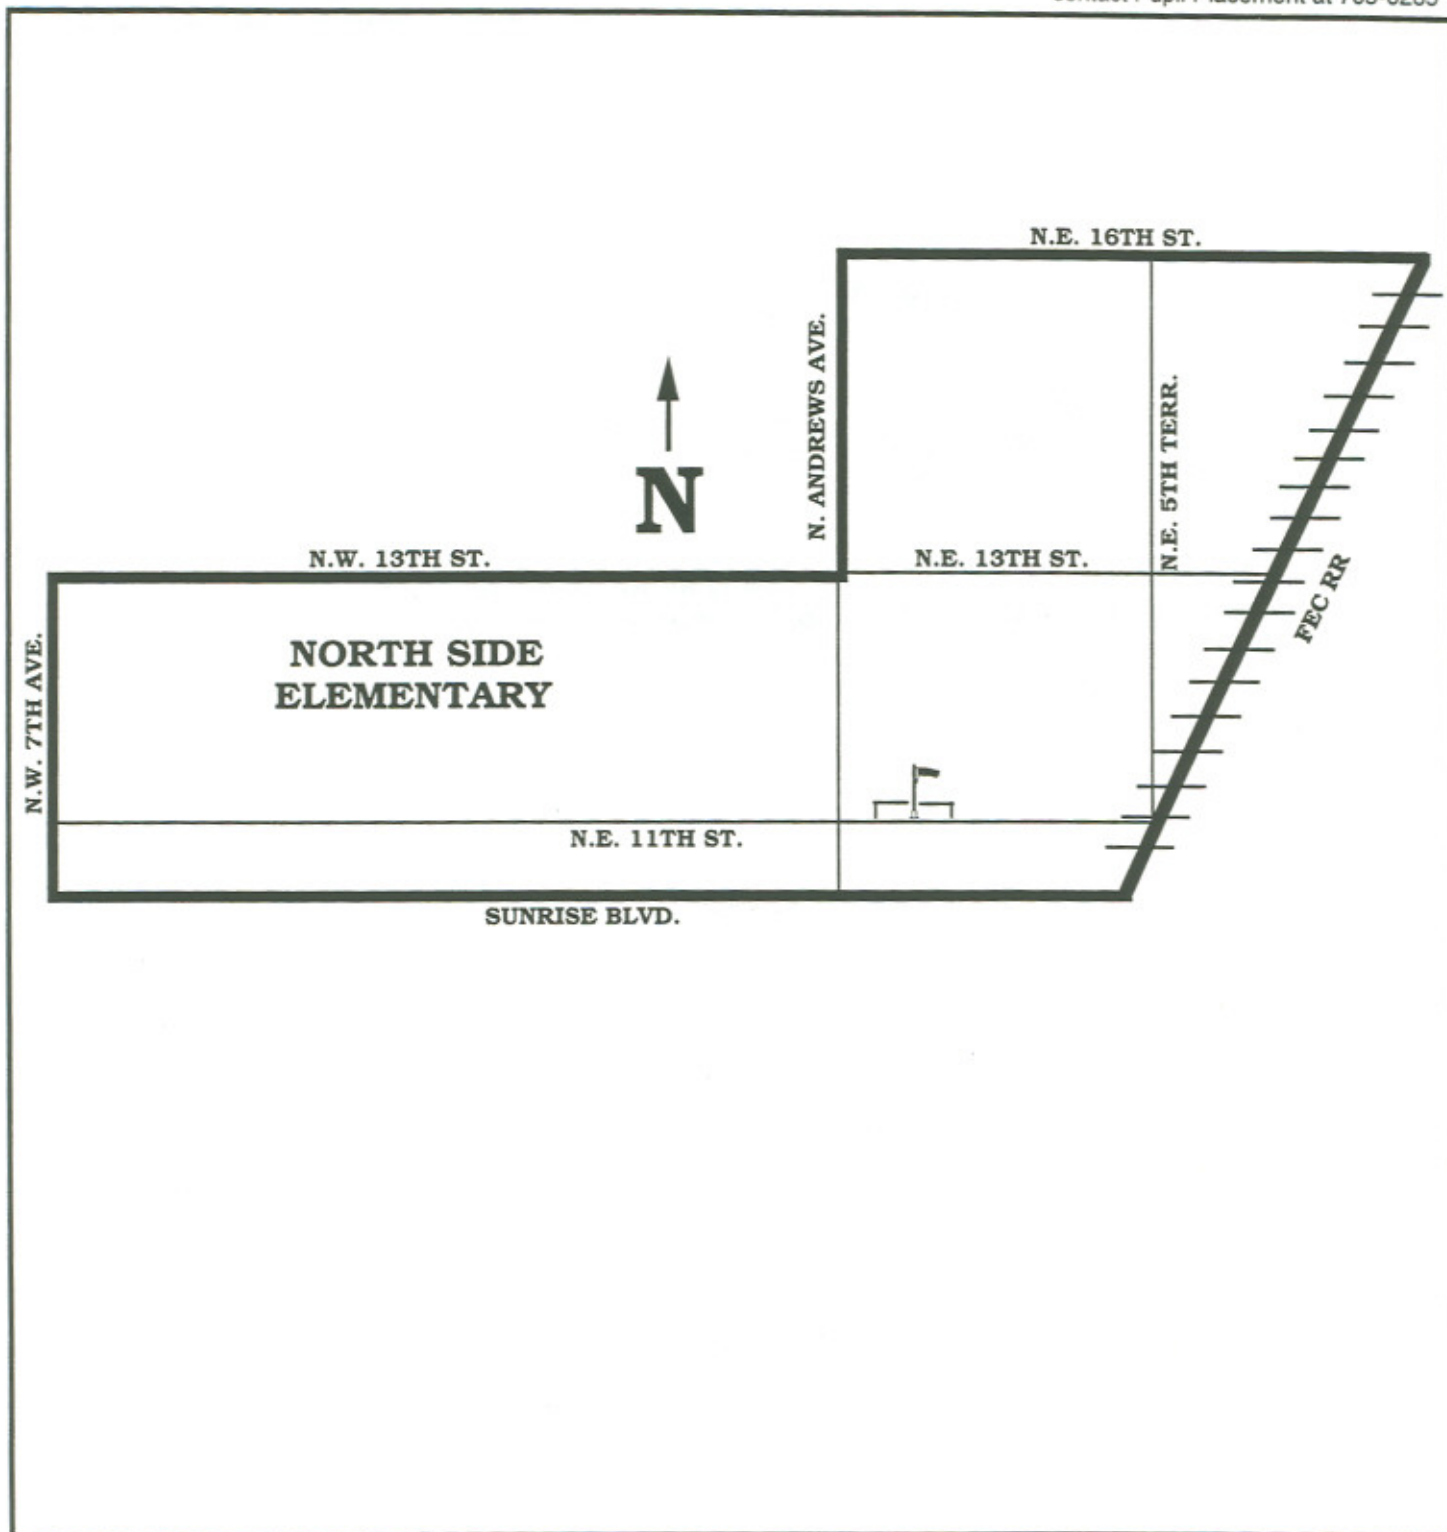 N.E. 16TH ST.
N. ANDREWS AVE.
N.E. 5TH TERR.
N
N.W. 13TH ST.
N.E. 13TH ST.
FEC RR
N.W. 7TH AVE.
NORTH SIDE
ELEMENTARY
N.E. 11TH ST.
SUNRISE BLVD.